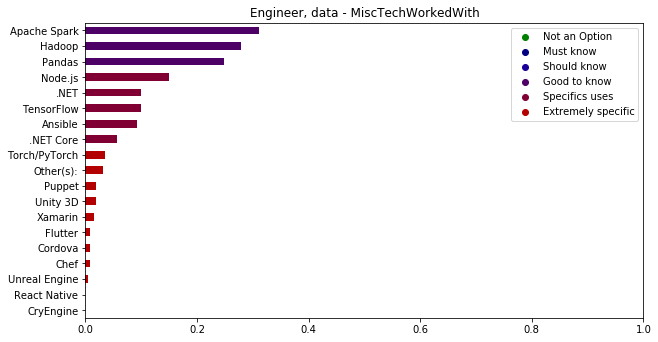 Engineer, data - MiscTechWorkedWith
Apache Spark
Hadoop
Pandas
Node.js
.NET
TensorFlow
Ansible
.NET Core
Torch/PyTorch
Other(s):
Puppet
Unity 3D
Xamarin
Flutter
Cordova
Chef
Unreal Engine
React Native
CryEngine
Not an Option
Must know
Should know
Good to know
Specifics uses
Extremely specific
0.0 0.2 0.4 0.6 0.8 1.0